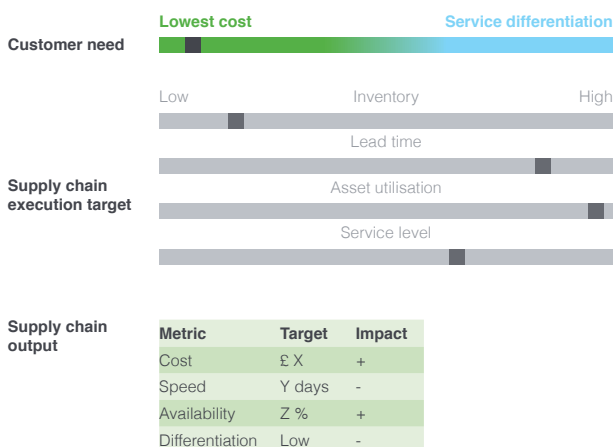 Lowest cost Service differentiation
Customer need
Low Inventory High
Lead time
Supply chain
execution target
Asset utilisation
Service level
Supply chain
output
Metric Target Impact
Cost £ X +
Speed Y days -
Availability Z % +
Differentiation Low -